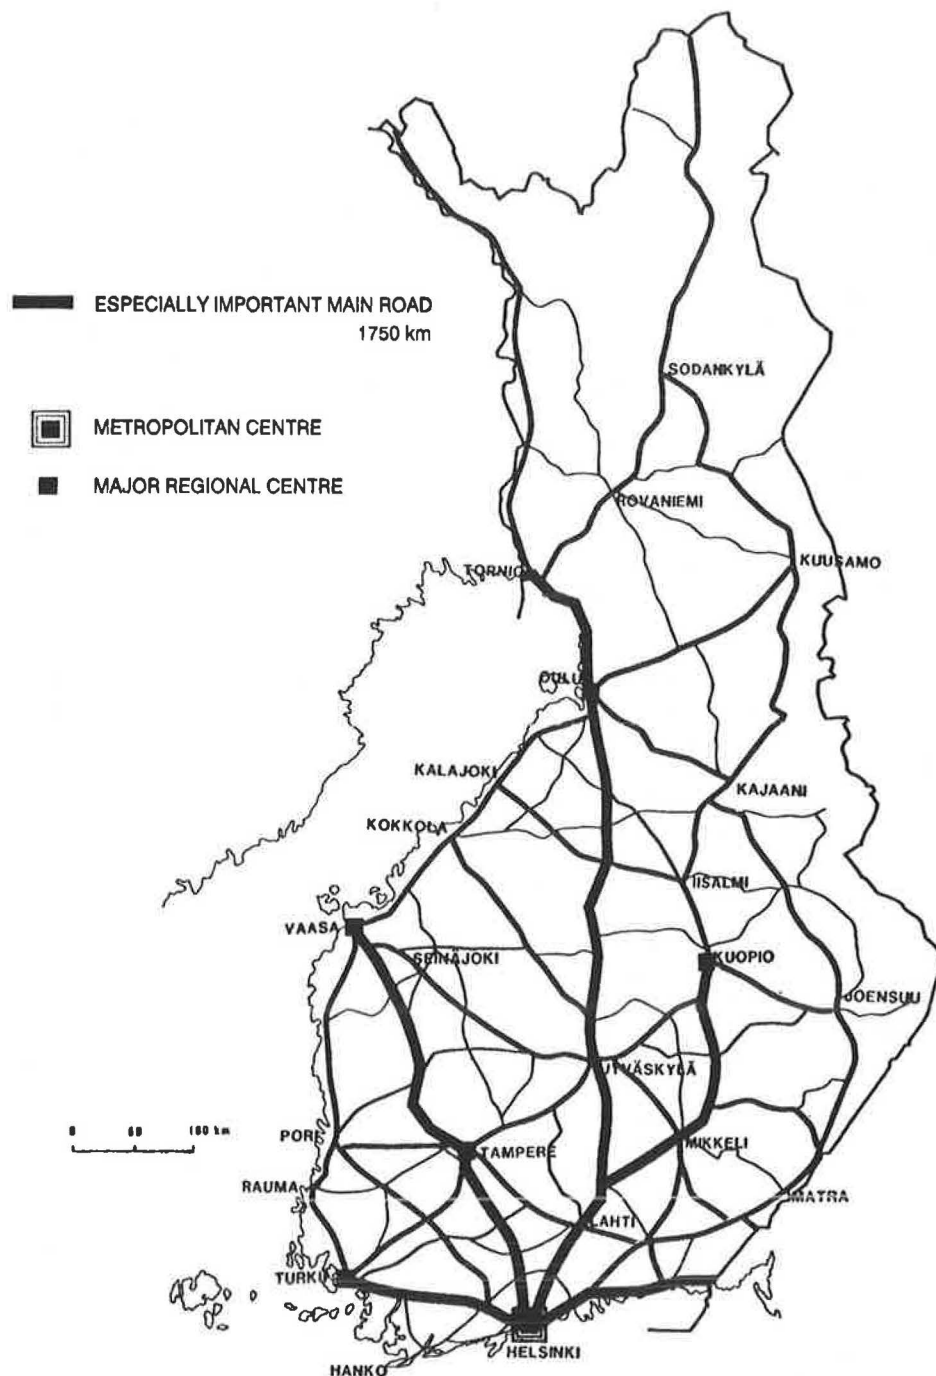 ESPECIALLY IMPORTANT MAIN ROAD
1750 km
METROPOLITAN CENTRE
MAJOR REGIONAL CENTRE
SODANKYLÄ
ROVANIEMI
KUUSAMO
TORNIO
OULU
KALAJOKI
KAJAANI
KOKKOLA
IISALMI
VAASA
SEINÄJOKI
KUOPIO
JOENSUU
JYVÄSKYLÄ
PORI
TAMPERE
MIKKELI
RAUMA
IMATRA
LAHTI
TURKU
HELSINKI
HANKO
0